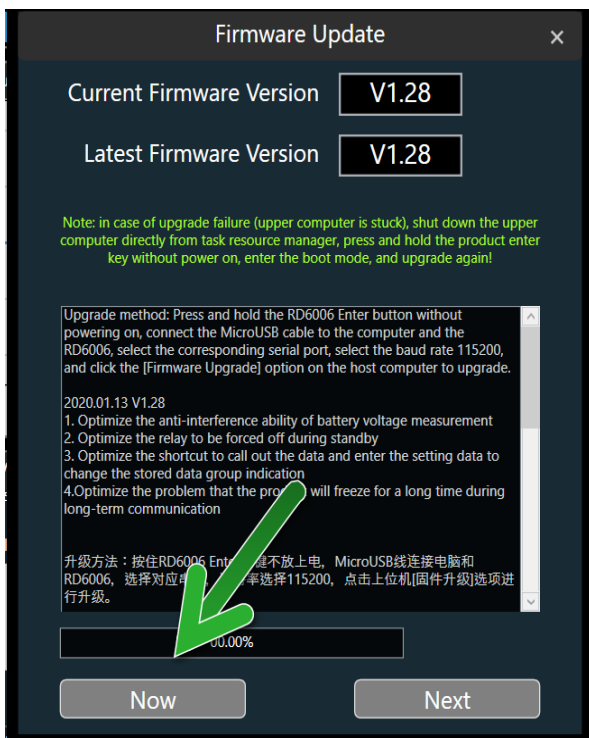 Firmware Update
×
Current Firmware Version V1.28
Latest Firmware Version V1.28
Note: in case of upgrade failure (upper computer is stuck), shut down the upper
computer directly from task resource manager, press and hold the product enter
key without power on, enter the boot mode, and upgrade again!
Upgrade method: Press and hold the RD6006 Enter button without
powering on, connect the MicroUSB cable to the computer and the
RD6006, select the corresponding serial port, select the baud rate 115200,
and click the [Firmware Upgrade] option on the host computer to upgrade.
2020.01.13 V1.28
1. Optimize the anti-interference ability of battery voltage measurement
2. Optimize the relay to be forced off during standby
3. Optimize the shortcut to call out the data and enter the setting data to
change the stored data group indication
4.Optimize the problem that the will freeze for a long time during
long-term communication
升级方法：按住RD6006 键不放上电，MicroUSB线连接电脑和
RD6006，选择对应 率选择115200，点击上位机[固件升级]选项进
行升级。
00.00%
Now Next